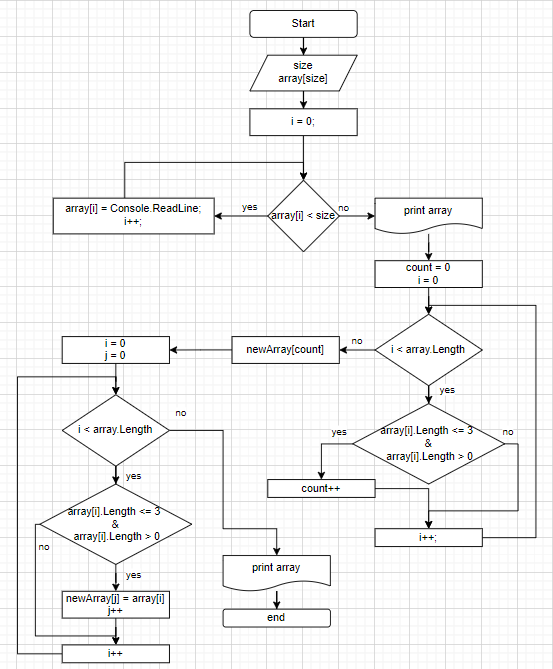 Start
size
array[size]
i = 0;
array[i] < size
yes
no
array[i] = Console.ReadLine;
i++;
print array
count = 0
i = 0
i < array.Length
no
yes
newArray[count]
i = 0
j = 0
array[i].Length <= 3
&
array[i].Length > 0
yes
no
count++
i++;
i < array.Length
no
yes
array[i].Length <= 3
&
array[i].Length > 0
no
yes
newArray[j] = array[i]
j++
i++
print array
end